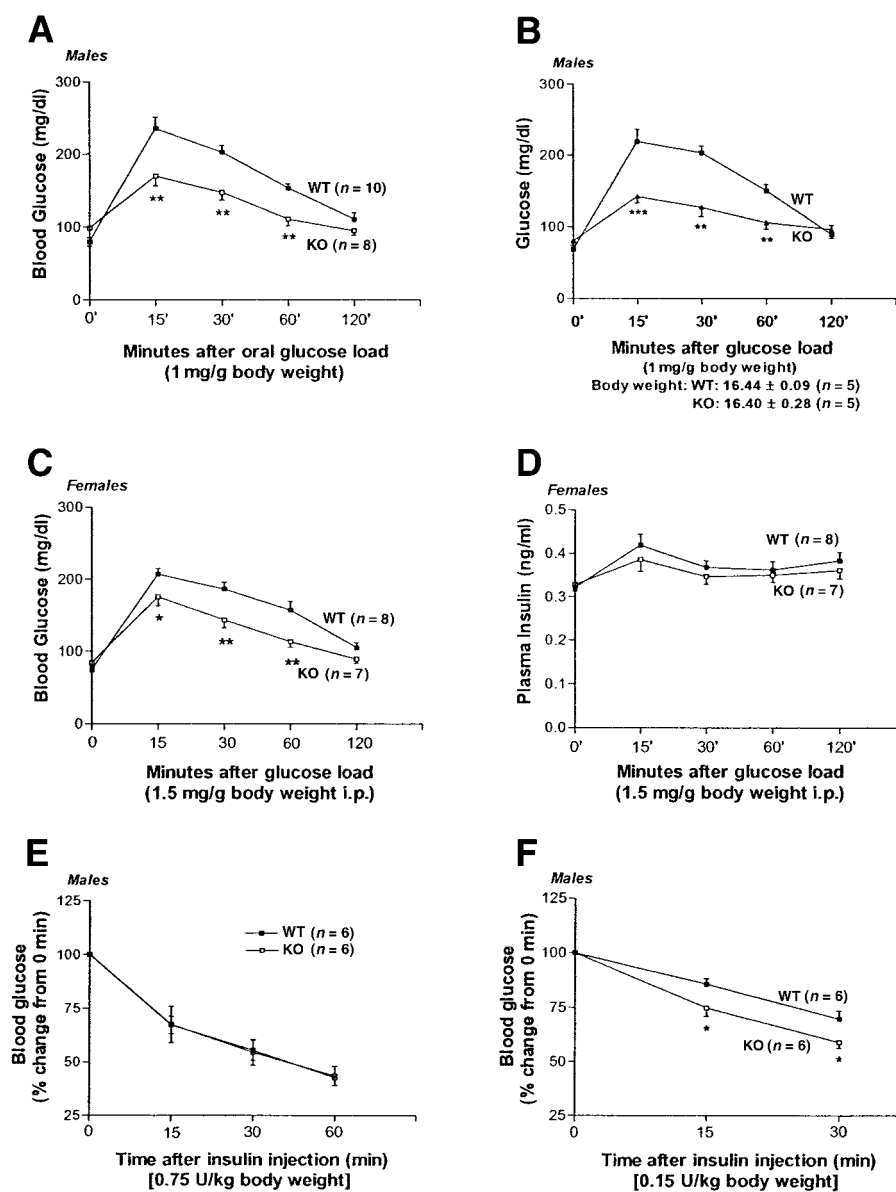 A
Males
Blood Glucose (mg/dl)
300
200
100
0
WT (n = 10)
KO (n = 8)
**
**
**
0'
15'
30'
60'
120'
Minutes after oral glucose load
(1 mg/g body weight)
B
Males
Glucose (mg/dl)
300
200
100
0
WT
KO
***
**
**
0'
15'
30'
60'
120'
Minutes after glucose load
(1 mg/g body weight)
Body weight: WT: 16.44 ± 0.09 (n = 5)
KO: 16.40 ± 0.28 (n = 5)
C
Females
Blood Glucose (mg/dl)
300
200
100
0
WT (n = 8)
KO (n = 7)
*
**
**
0
15
30
60
120
Minutes after glucose load
(1.5 mg/g body weight i.p.)
D
Females
Plasma Insulin (ng/ml)
0.5
0.4
0.3
0.2
0.1
0.0
WT (n = 8)
KO (n = 7)
0'
15'
30'
60'
120'
Minutes after glucose load
(1.5 mg/g body weight i.p.)
E
Males
Blood glucose
(% change from 0 min)
125
100
75
50
25
WT (n = 6)
KO (n = 6)
0
15
30
60
Time after insulin injection (min)
[0.75 U/kg body weight]
F
Males
Blood glucose
(% change from 0 min)
125
100
75
50
25
WT (n = 6)
KO (n = 6)
*
*
0
15
30
Time after insulin injection (min)
[0.15 U/kg body weight]